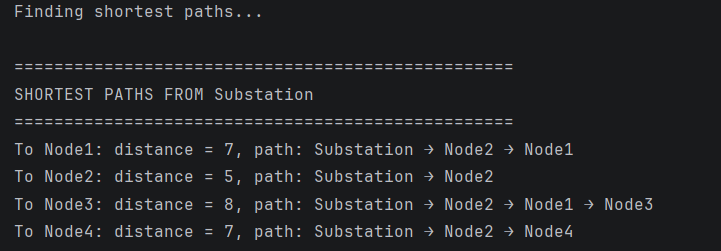 Finding shortest paths...
==================================================
SHORTEST PATHS FROM Substation
==================================================
To Node1: distance = 7, path: Substation → Node2 → Node1
To Node2: distance = 5, path: Substation → Node2
To Node3: distance = 8, path: Substation → Node2 → Node1 → Node3
To Node4: distance = 7, path: Substation → Node2 → Node4